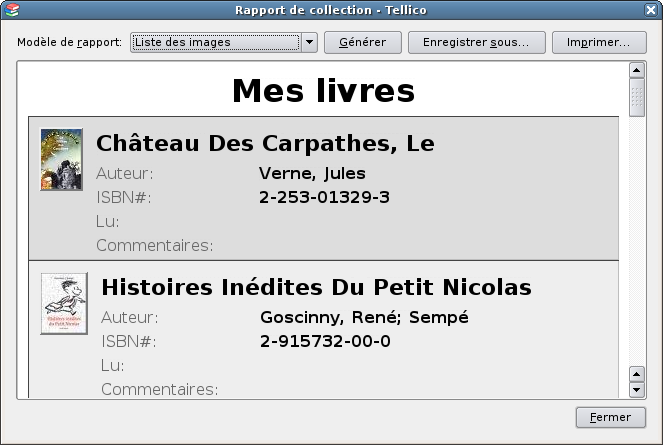 Rapport de collection - Tellico
Modèle de rapport: Liste des images Générer Enregistrer sous... Imprimer...
Mes livres
Château Des Carpathes, Le
Auteur: Verne, Jules
ISBN#: 2-253-01329-3
Lu:
Commentaires:
Histoires Inédites Du Petit Nicolas
Auteur: Goscinny, René; Sempé
ISBN#: 2-915732-00-0
Lu:
Commentaires:
Fermer